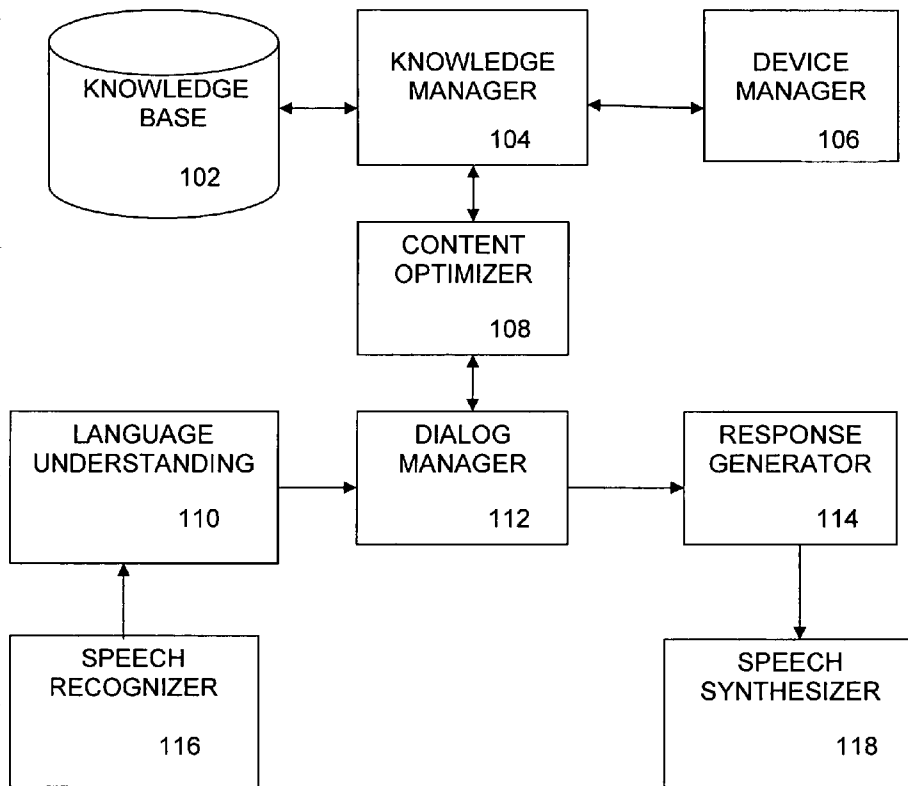 KNOWLEDGE
BASE
102
KNOWLEDGE
MANAGER
104
DEVICE
MANAGER
106
CONTENT
OPTIMIZER
108
LANGUAGE
UNDERSTANDING
110
DIALOG
MANAGER
112
RESPONSE
GENERATOR
114
SPEECH
RECOGNIZER
116
SPEECH
SYNTHESIZER
118